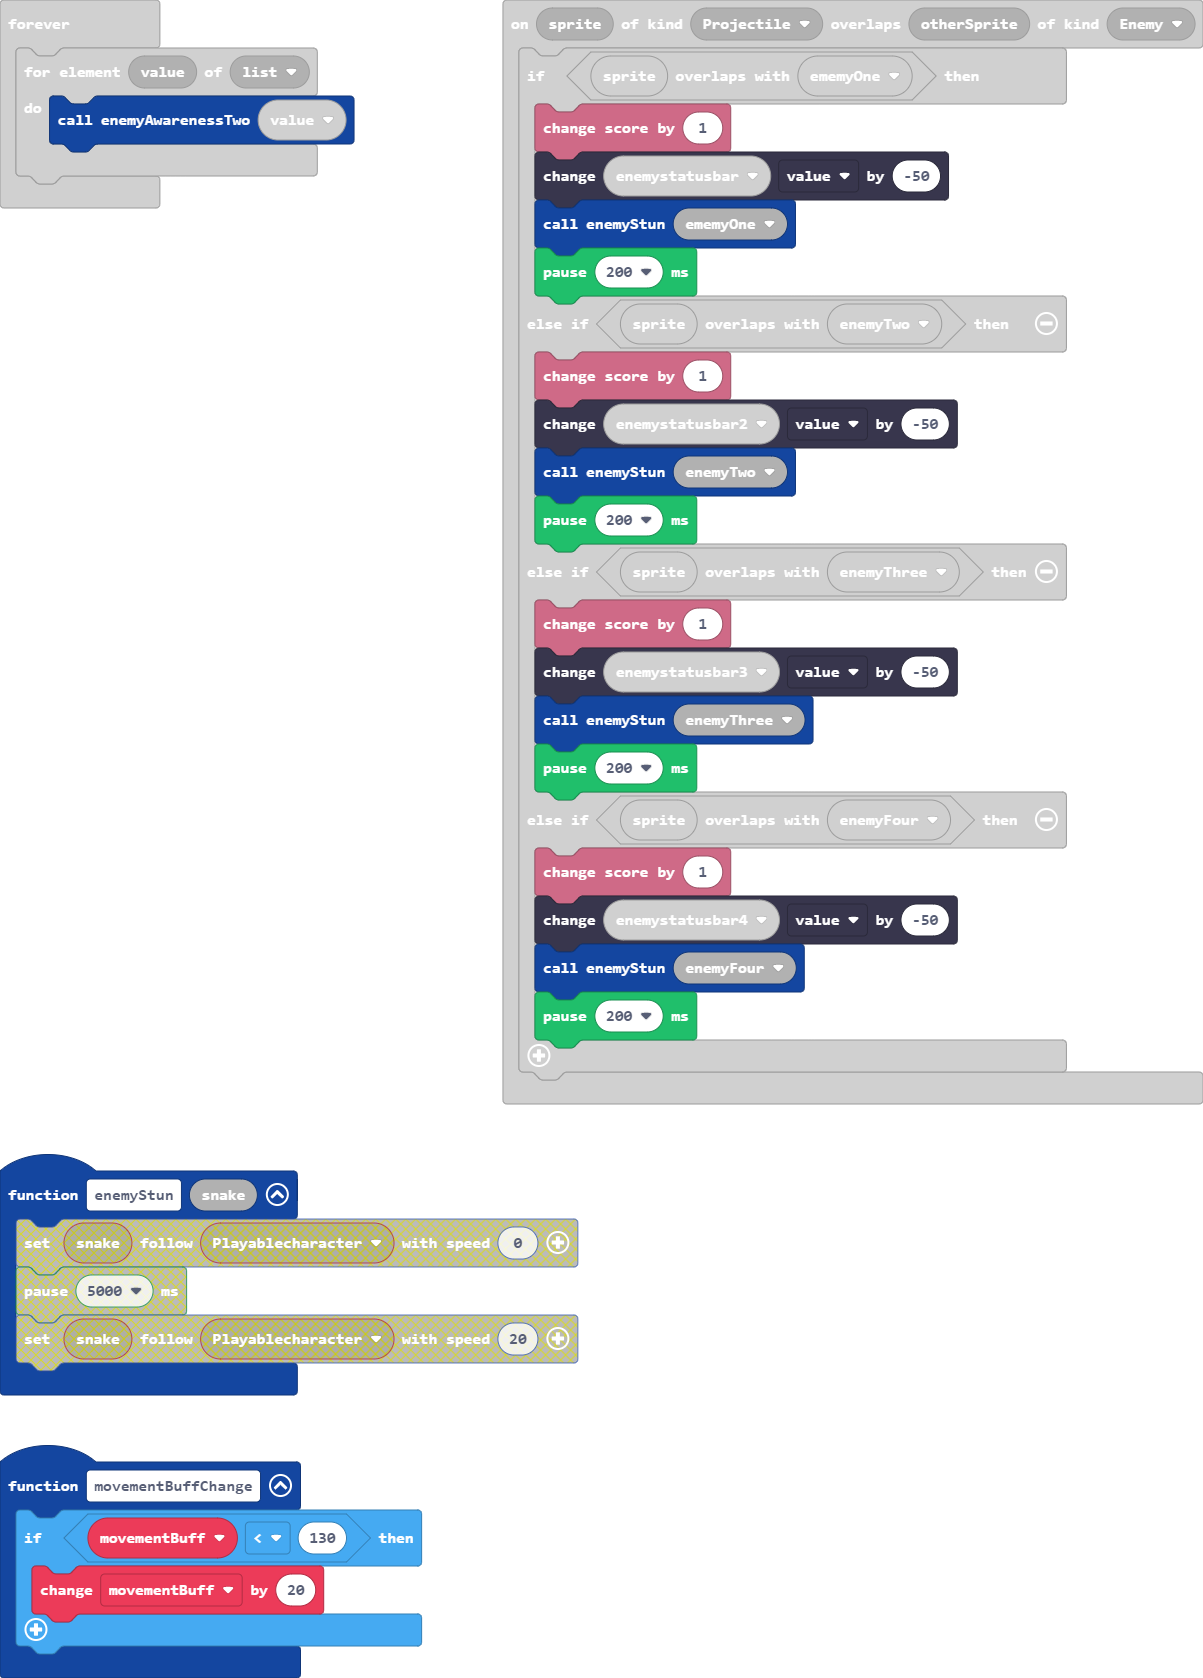 forever
for element value of list
do call enemyAwarenessTwo value
on sprite of kind Projectile overlaps otherSprite of kind Enemy
if sprite overlaps with ememyOne then
change score by 1
change enemystatusbar value by -50
call enemyStun ememyOne
pause 200 ms
else if sprite overlaps with enemyTwo then
change score by 1
change enemystatusbar2 value by -50
call enemyStun enemyTwo
pause 200 ms
else if sprite overlaps with enemyThree then
change score by 1
change enemystatusbar3 value by -50
call enemyStun enemyThree
pause 200 ms
else if sprite overlaps with enemyFour then
change score by 1
change enemystatusbar4 value by -50
call enemyStun enemyFour
pause 200 ms
function enemyStun snake
set snake follow Playablecharacter with speed 0
pause 5000 ms
set snake follow Playablecharacter with speed 20
function movementBuffChange
if movementBuff < 130 then
change movementBuff by 20